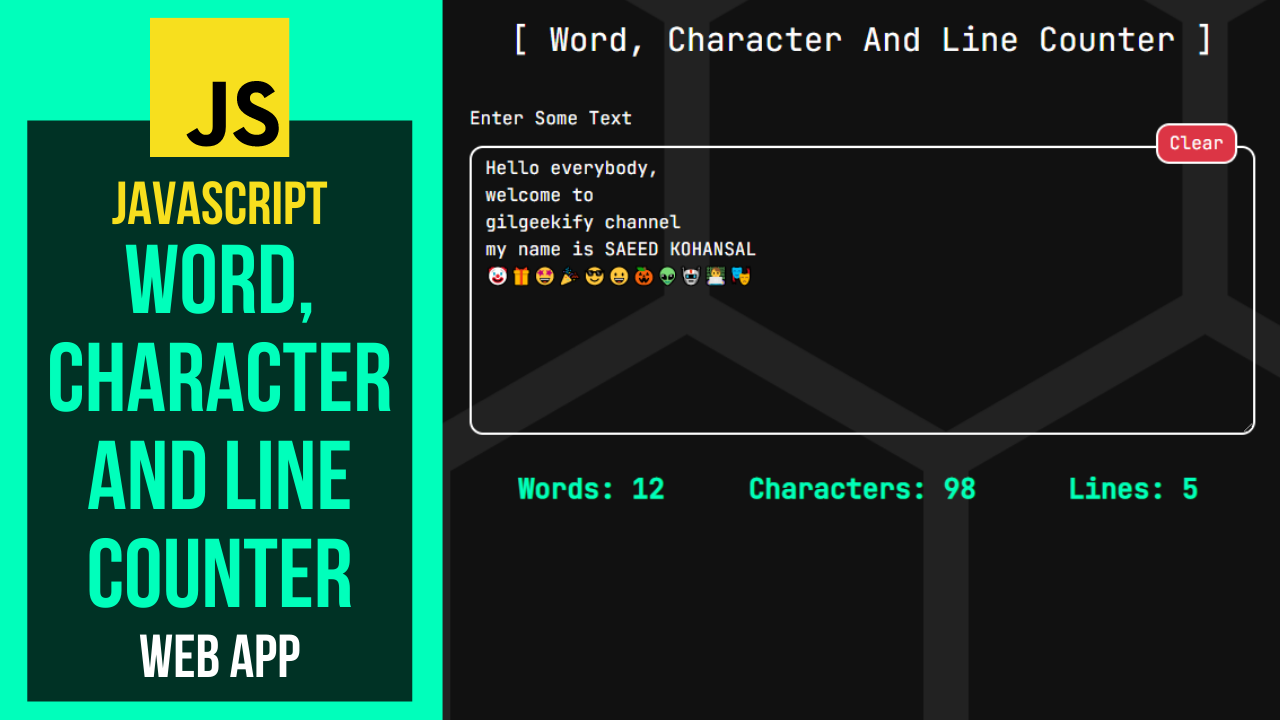 JS
JAVASCRIPT
WORD,
CHARACTER
AND LINE
COUNTER
WEB APP
[ Word, Character And Line Counter ]
Enter Some Text
Clear
Hello everybody,
welcome to
gilgeekify channel
my name is SAEED KOHANSAL
🤡🎁🤩🎉😎😀🎃👽🤖👨‍💻🎭
Words: 12
Characters: 98
Lines: 5